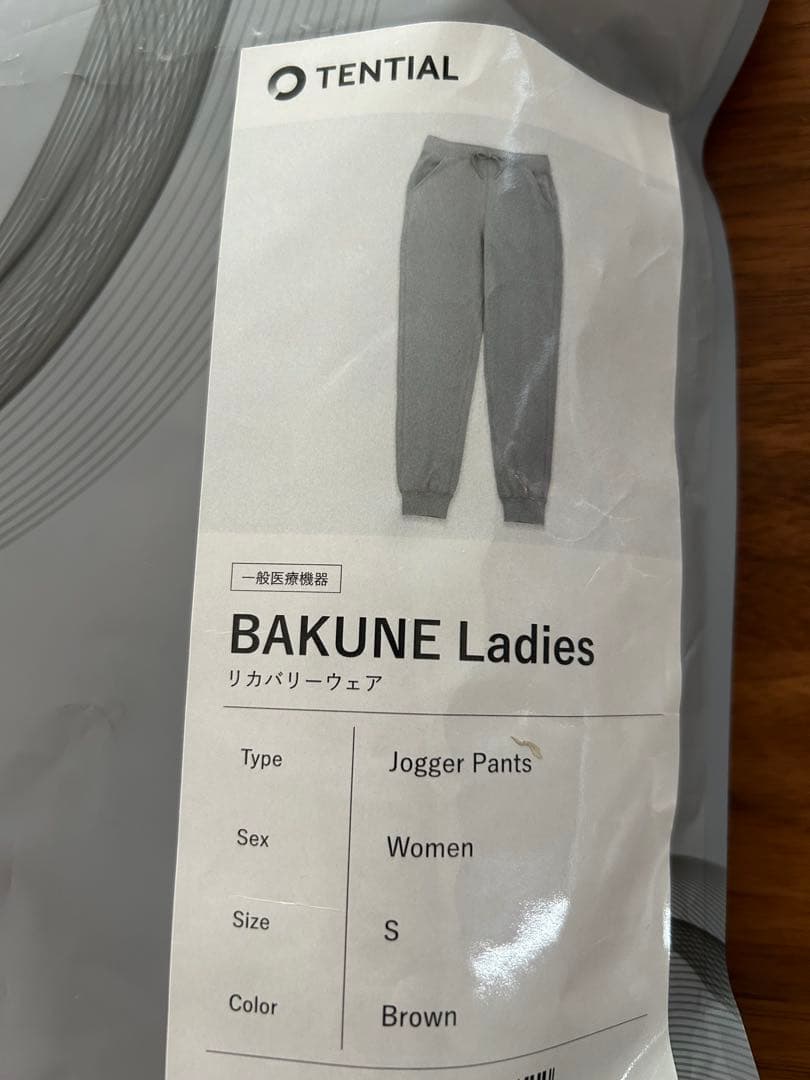 TENTIAL
一般医療機器
BAKUNE Ladies
リカバリーウェア
Type Jogger Pants
Sex Women
Size S
Color Brown